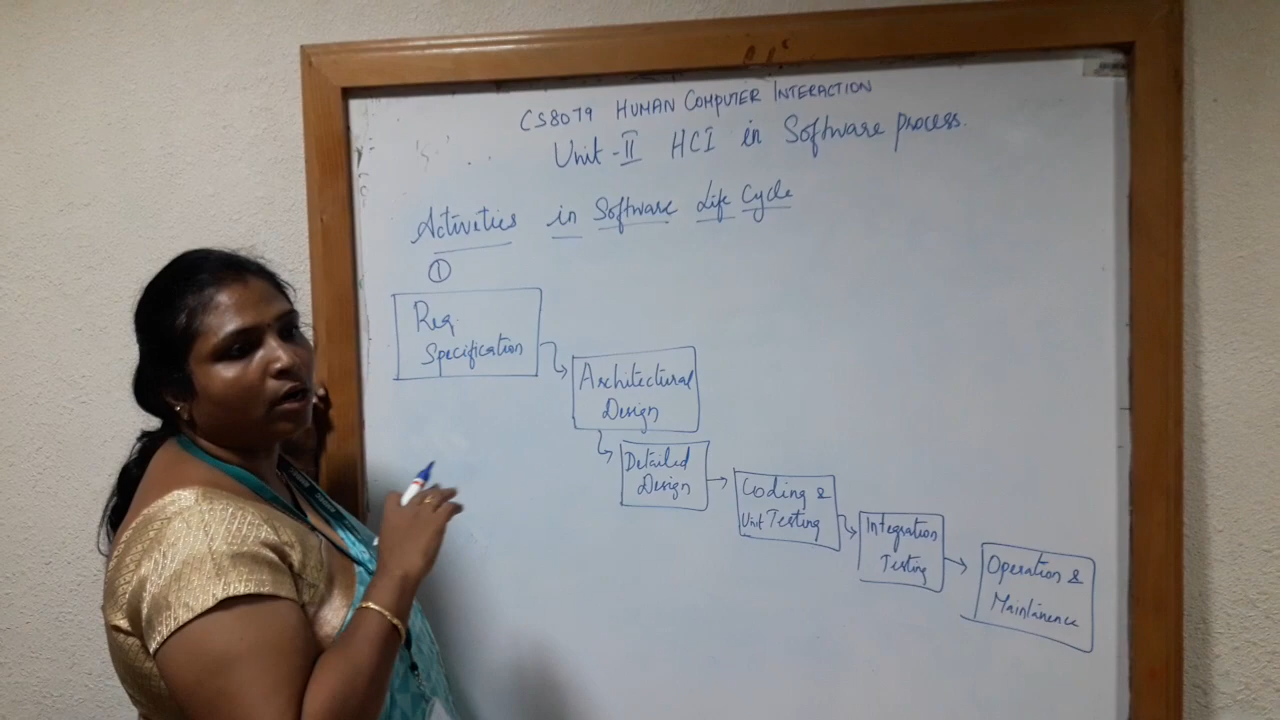 CS8079 HUMAN COMPUTER INTERACTION
Unit - II HCI in Software process.
Activities in Software Life Cycle
①
Req
Specification
Architectural
Design
Detailed
Design
Coding &
Unit Testing
Integration
Testing
Operation &
Maintanence